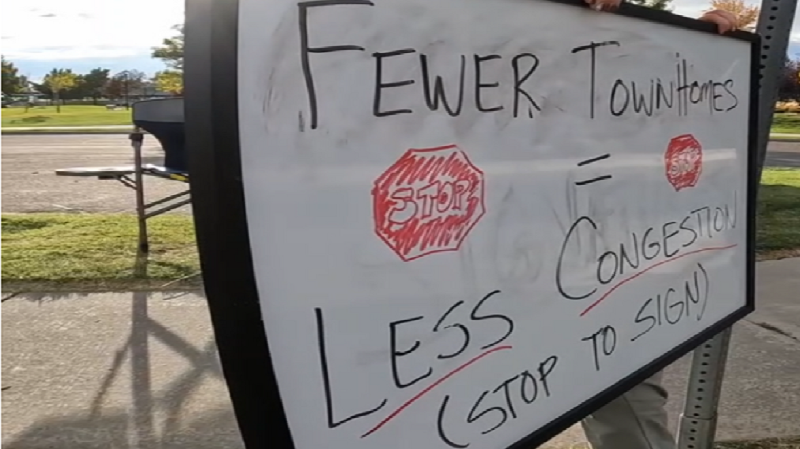 FEWER TOWNHOMES
STOP = STOP
LESS CONGESTION
(STOP TO SIGN)